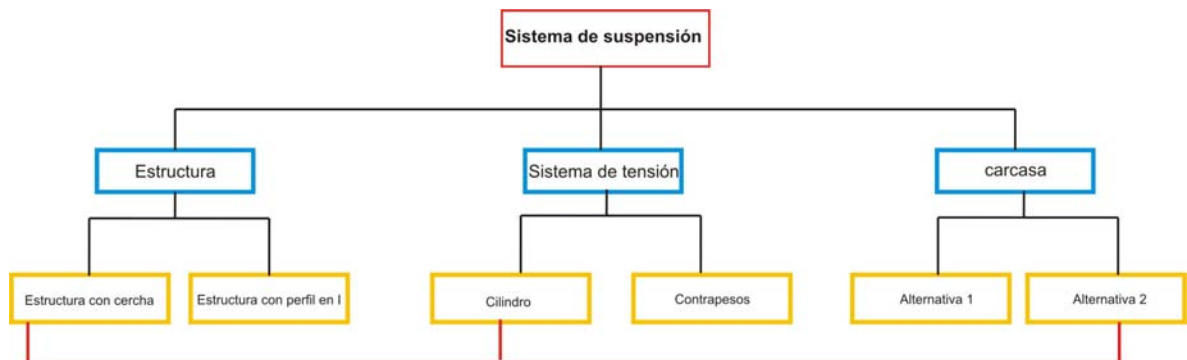 Sistema de suspensión
Estructura
Sistema de tensión
carcasa
Estructura con cercha
Estructura con perfil en I
Cilindro
Contrapesos
Alternativa 1
Alternativa 2